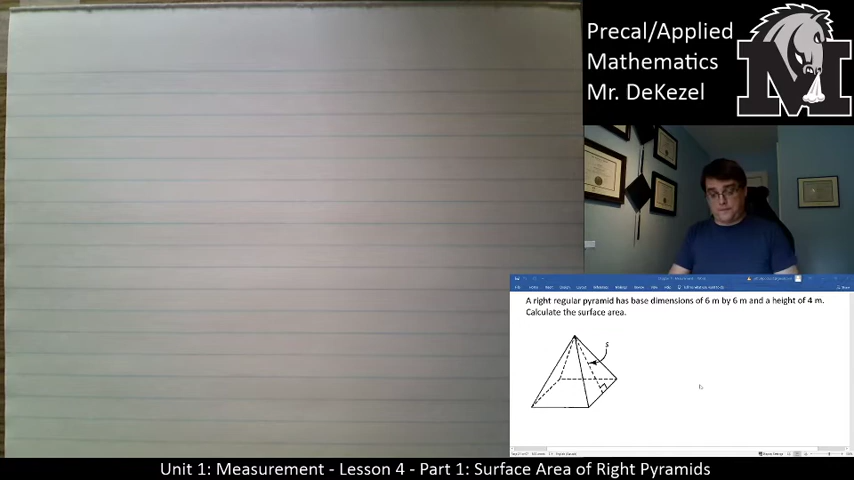 Precal/Applied
Mathematics
Mr. DeKezel
M
A right regular pyramid has base dimensions of 6 m by 6 m and a height of 4 m.
Calculate the surface area.
s
Unit 1: Measurement - Lesson 4 - Part 1: Surface Area of Right Pyramids